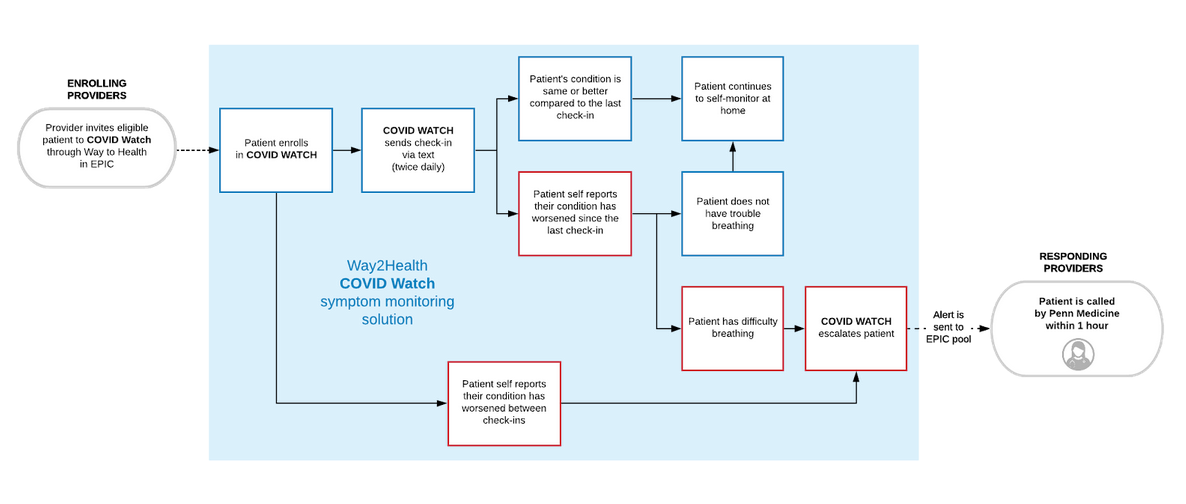 ENROLLING
PROVIDERS
Provider invites eligible
patient to COVID Watch
through Way to Health
in EPIC
Patient enrolls
in COVID WATCH
COVID WATCH
sends check-in
via text
(twice daily)
Patient's condition is
same or better
compared to the last
check-in
Patient continues
to self-monitor at
home
Patient self reports
their condition has
worsened since the
last check-in
Patient does not
have trouble
breathing
Way2Health
COVID Watch
symptom monitoring
solution
Patient has difficulty
breathing
COVID WATCH
escalates patient
Alert is
sent to
EPIC pool
RESPONDING
PROVIDERS
Patient is called
by Penn Medicine
within 1 hour
Patient self reports
their condition has
worsened between
check-ins